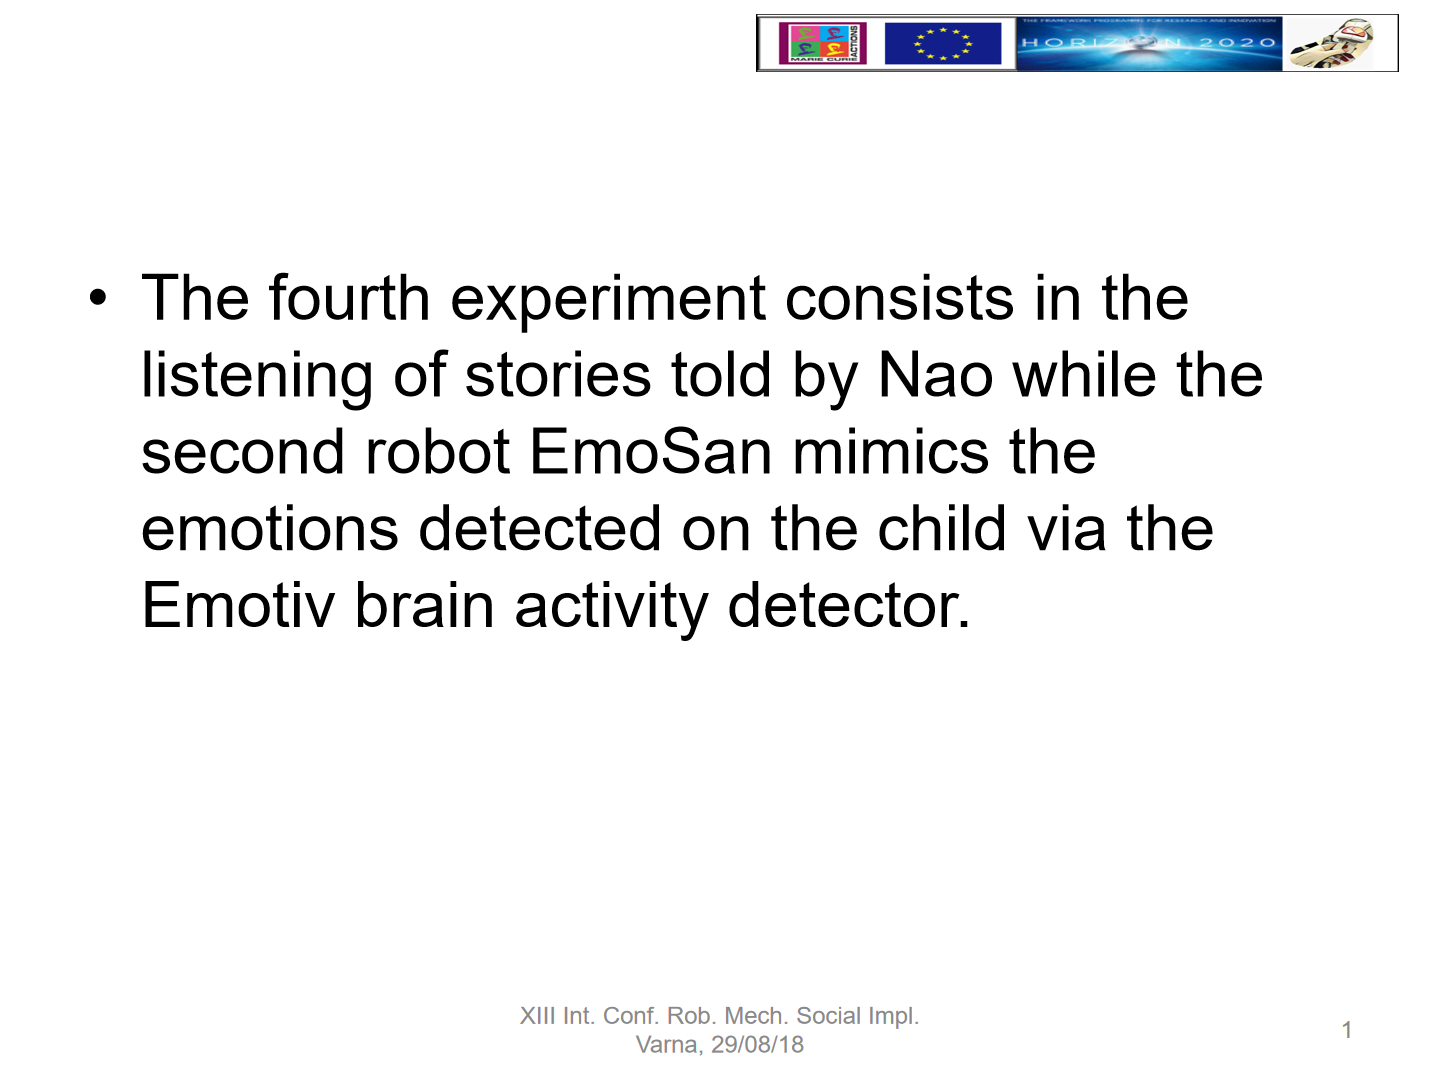 MARIE CURIE
ACTIONS
THE FRAMEWORK PROGRAMME FOR RESEARCH AND INNOVATION
HORIZON 2020
• The fourth experiment consists in the
listening of stories told by Nao while the
second robot EmoSan mimics the
emotions detected on the child via the
Emotiv brain activity detector.
XIII Int. Conf. Rob. Mech. Social Impl.
Varna, 29/08/18
1